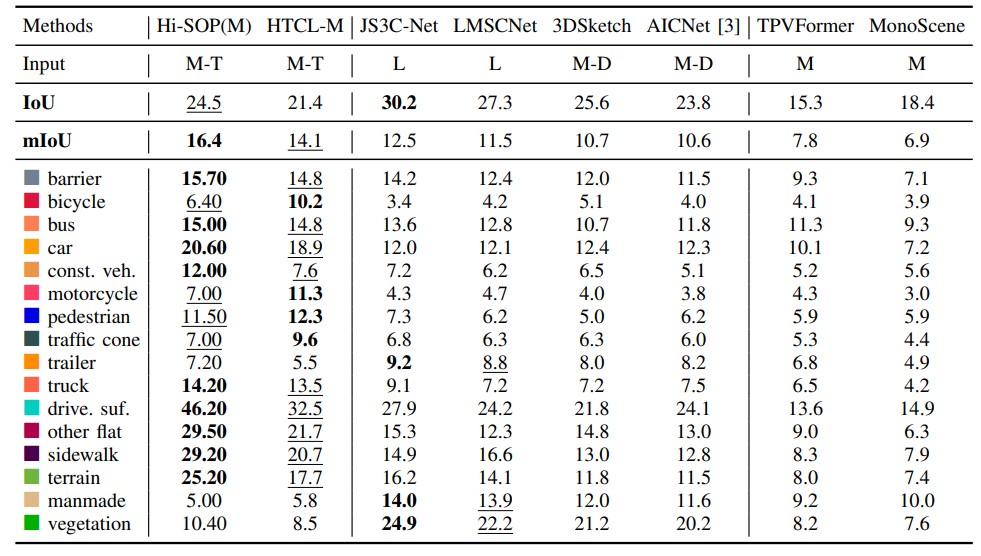 Methods Hi-SOP(M) HTCL-M JS3C-Net LMSCNet 3DSketch AICNet [3] TPVFormer MonoScene
Input M-T M-T L L M-D M-D M M
IoU 24.5 21.4 30.2 27.3 25.6 23.8 15.3 18.4
mIoU 16.4 14.1 12.5 11.5 10.7 10.6 7.8 6.9
barrier 15.70 14.8 14.2 12.4 12.0 11.5 9.3 7.1
bicycle 6.40 10.2 3.4 4.2 5.1 4.0 4.1 3.9
bus 15.00 14.8 13.6 12.8 10.7 11.8 11.3 9.3
car 20.60 18.9 12.0 12.1 12.4 12.3 10.1 7.2
const. veh. 12.00 7.6 7.2 6.2 6.5 5.1 5.2 5.6
motorcycle 7.00 11.3 4.3 4.7 4.0 3.8 4.3 3.0
pedestrian 11.50 12.3 7.3 6.2 5.0 6.2 5.9 5.9
traffic cone 7.00 9.6 6.8 6.3 6.3 6.0 5.3 4.4
trailer 7.20 5.5 9.2 8.8 8.0 8.2 6.8 4.9
truck 14.20 13.5 9.1 7.2 7.2 7.5 6.5 4.2
drive. suf. 46.20 32.5 27.9 24.2 21.8 24.1 13.6 14.9
other flat 29.50 21.7 15.3 12.3 14.8 13.0 9.0 6.3
sidewalk 29.20 20.7 14.9 16.6 13.0 12.8 8.3 7.9
terrain 25.20 17.7 16.2 14.1 11.8 11.5 8.0 7.4
manmade 5.00 5.8 14.0 13.9 12.0 11.6 9.2 10.0
vegetation 10.40 8.5 24.9 22.2 21.2 20.2 8.2 7.6